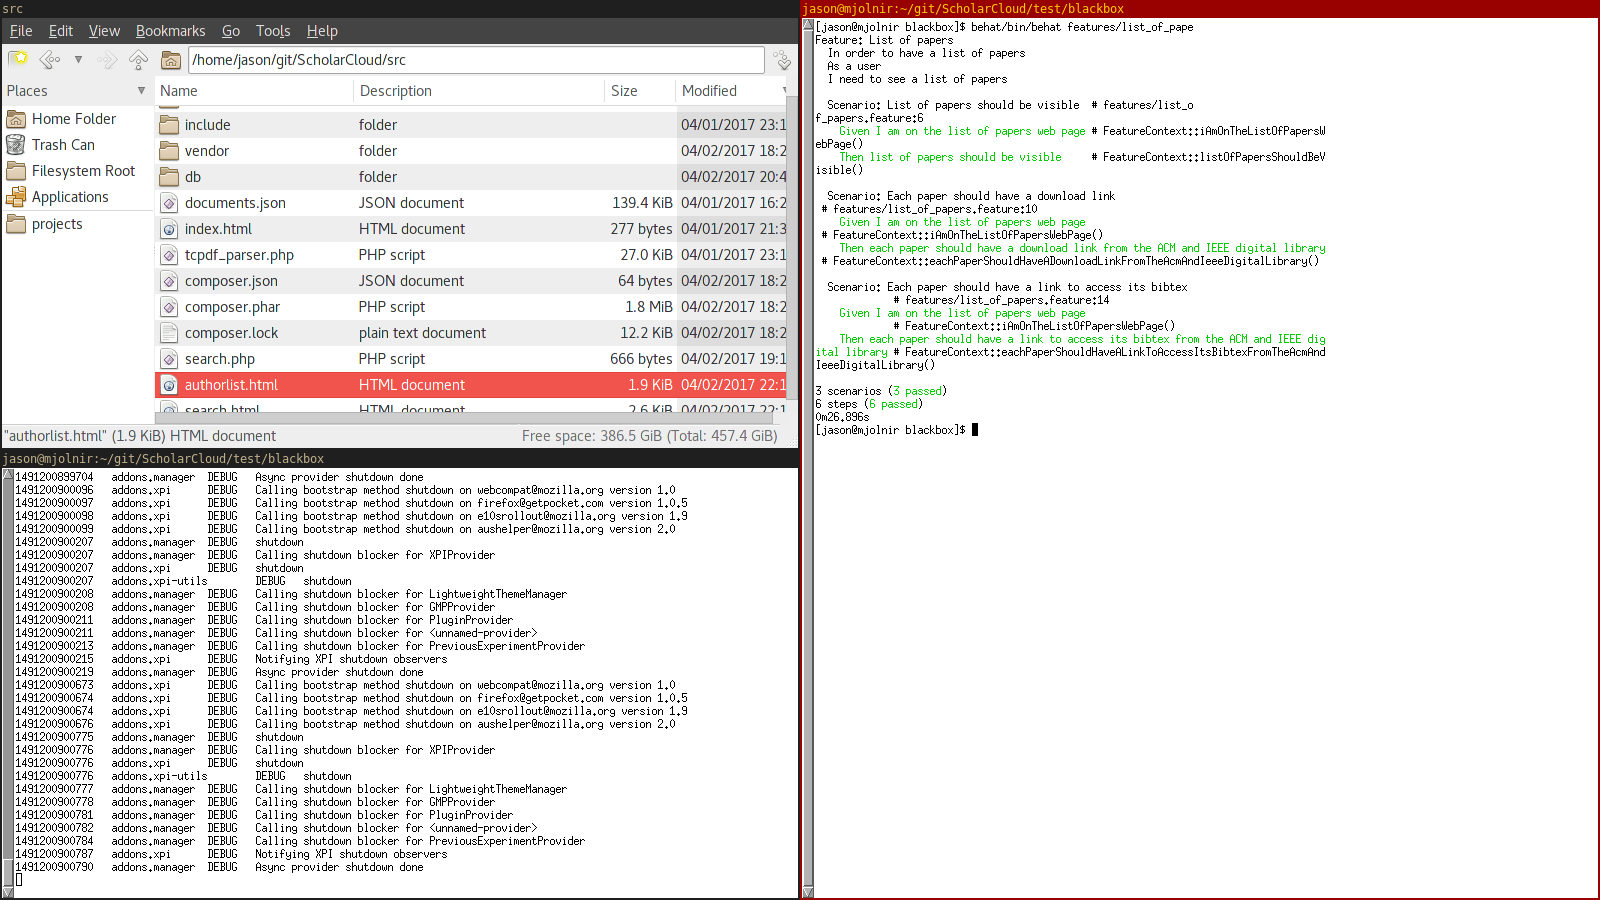 src
File Edit View Bookmarks Go Tools Help
/home/jason/git/ScholarCloud/src
Places
Home Folder
Trash Can
Filesystem Root
Applications
projects
Name Description Size Modified
include folder 04/01/2017 23:1
vendor folder 04/02/2017 18:2
db folder 04/02/2017 20:4
documents.json JSON document 139.4 KiB 04/01/2017 16:2
index.html HTML document 277 bytes 04/01/2017 21:3
tcpdf_parser.php PHP script 27.0 KiB 04/01/2017 23:1
composer.json JSON document 64 bytes 04/02/2017 18:2
composer.phar PHP script 1.8 MiB 04/02/2017 18:2
composer.lock plain text document 12.2 KiB 04/02/2017 18:2
search.php PHP script 666 bytes 04/02/2017 19:1
authorlist.html HTML document 1.9 KiB 04/02/2017 22:1
search.html HTML document 2.6 KiB 04/02/2017 22:1
"authorlist.html" (1.9 KiB) HTML document Free space: 386.5 GiB (Total: 457.4 GiB)
jason@mjolnir:~/git/ScholarCloud/test/blackbox
1491200899704 addons.manager DEBUG Async provider shutdown done
1491200900096 addons.xpi DEBUG Calling bootstrap method shutdown on webcompat@mozilla.org version 1.0
1491200900097 addons.xpi DEBUG Calling bootstrap method shutdown on firefox@getpocket.com version 1.0.5
1491200900098 addons.xpi DEBUG Calling bootstrap method shutdown on e10srollout@mozilla.org version 1.9
1491200900099 addons.xpi DEBUG Calling bootstrap method shutdown on aushelper@mozilla.org version 2.0
1491200900207 addons.manager DEBUG shutdown
1491200900207 addons.manager DEBUG Calling shutdown blocker for XPIProvider
1491200900207 addons.xpi DEBUG shutdown
1491200900207 addons.xpi-utils DEBUG shutdown
1491200900208 addons.manager DEBUG Calling shutdown blocker for LightweightThemeManager
1491200900208 addons.manager DEBUG Calling shutdown blocker for GMPProvider
1491200900211 addons.manager DEBUG Calling shutdown blocker for PluginProvider
1491200900211 addons.manager DEBUG Calling shutdown blocker for <unnamed-provider>
1491200900213 addons.manager DEBUG Calling shutdown blocker for PreviousExperimentProvider
1491200900215 addons.xpi DEBUG Notifying XPI shutdown observers
1491200900219 addons.manager DEBUG Async provider shutdown done
1491200900673 addons.xpi DEBUG Calling bootstrap method shutdown on webcompat@mozilla.org version 1.0
1491200900674 addons.xpi DEBUG Calling bootstrap method shutdown on firefox@getpocket.com version 1.0.5
1491200900674 addons.xpi DEBUG Calling bootstrap method shutdown on e10srollout@mozilla.org version 1.9
1491200900676 addons.xpi DEBUG Calling bootstrap method shutdown on aushelper@mozilla.org version 2.0
1491200900775 addons.manager DEBUG shutdown
1491200900776 addons.manager DEBUG Calling shutdown blocker for XPIProvider
1491200900776 addons.xpi DEBUG shutdown
1491200900776 addons.xpi-utils DEBUG shutdown
1491200900777 addons.manager DEBUG Calling shutdown blocker for LightweightThemeManager
1491200900778 addons.manager DEBUG Calling shutdown blocker for GMPProvider
1491200900781 addons.manager DEBUG Calling shutdown blocker for PluginProvider
1491200900782 addons.manager DEBUG Calling shutdown blocker for <unnamed-provider>
1491200900784 addons.manager DEBUG Calling shutdown blocker for PreviousExperimentProvider
1491200900787 addons.xpi DEBUG Notifying XPI shutdown observers
1491200900790 addons.manager DEBUG Async provider shutdown done
jason@mjolnir:~/git/ScholarCloud/test/blackbox
[jason@mjolnir blackbox]$ behat/bin/behat features/list_of_pape
Feature: List of papers
In order to have a list of papers
As a user
I need to see a list of papers
Scenario: List of papers should be visible # features/list_o
f_papers.feature:6
Given I am on the list of papers web page # FeatureContext::iAmOnTheListOfPapersW
ebPage()
Then list of papers should be visible # FeatureContext::listOfPapersShouldBeV
isible()
Scenario: Each paper should have a download link
# features/list_of_papers.feature:10
Given I am on the list of papers web page
# FeatureContext::iAmOnTheListOfPapersWebPage()
Then each paper should have a download link from the ACM and IEEE digital library
# FeatureContext::eachPaperShouldHaveADownloadLinkFromTheAcmAndIeeeDigitalLibrary()
Scenario: Each paper should have a link to access its bibtex
# features/list_of_papers.feature:14
Given I am on the list of papers web page
# FeatureContext::iAmOnTheListOfPapersWebPage()
Then each paper should have a link to access its bibtex from the ACM and IEEE dig
ital library # FeatureContext::eachPaperShouldHaveALinkToAccessItsBibtexFromTheAcmAnd
IeeeDigitalLibrary()
3 scenarios (3 passed)
6 steps (6 passed)
0m26.896s
[jason@mjolnir blackbox]$